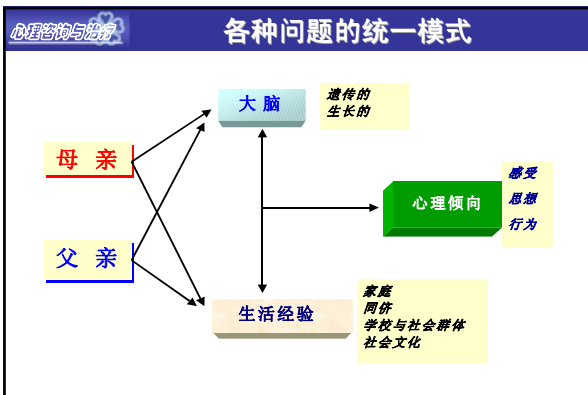 心理咨询与治疗
各种问题的统一模式
大脑
遗传的
生长的
母 亲
感受
思想
行为
心理倾向
父 亲
生活经验
家庭
同侪
学校与社会群体
社会文化